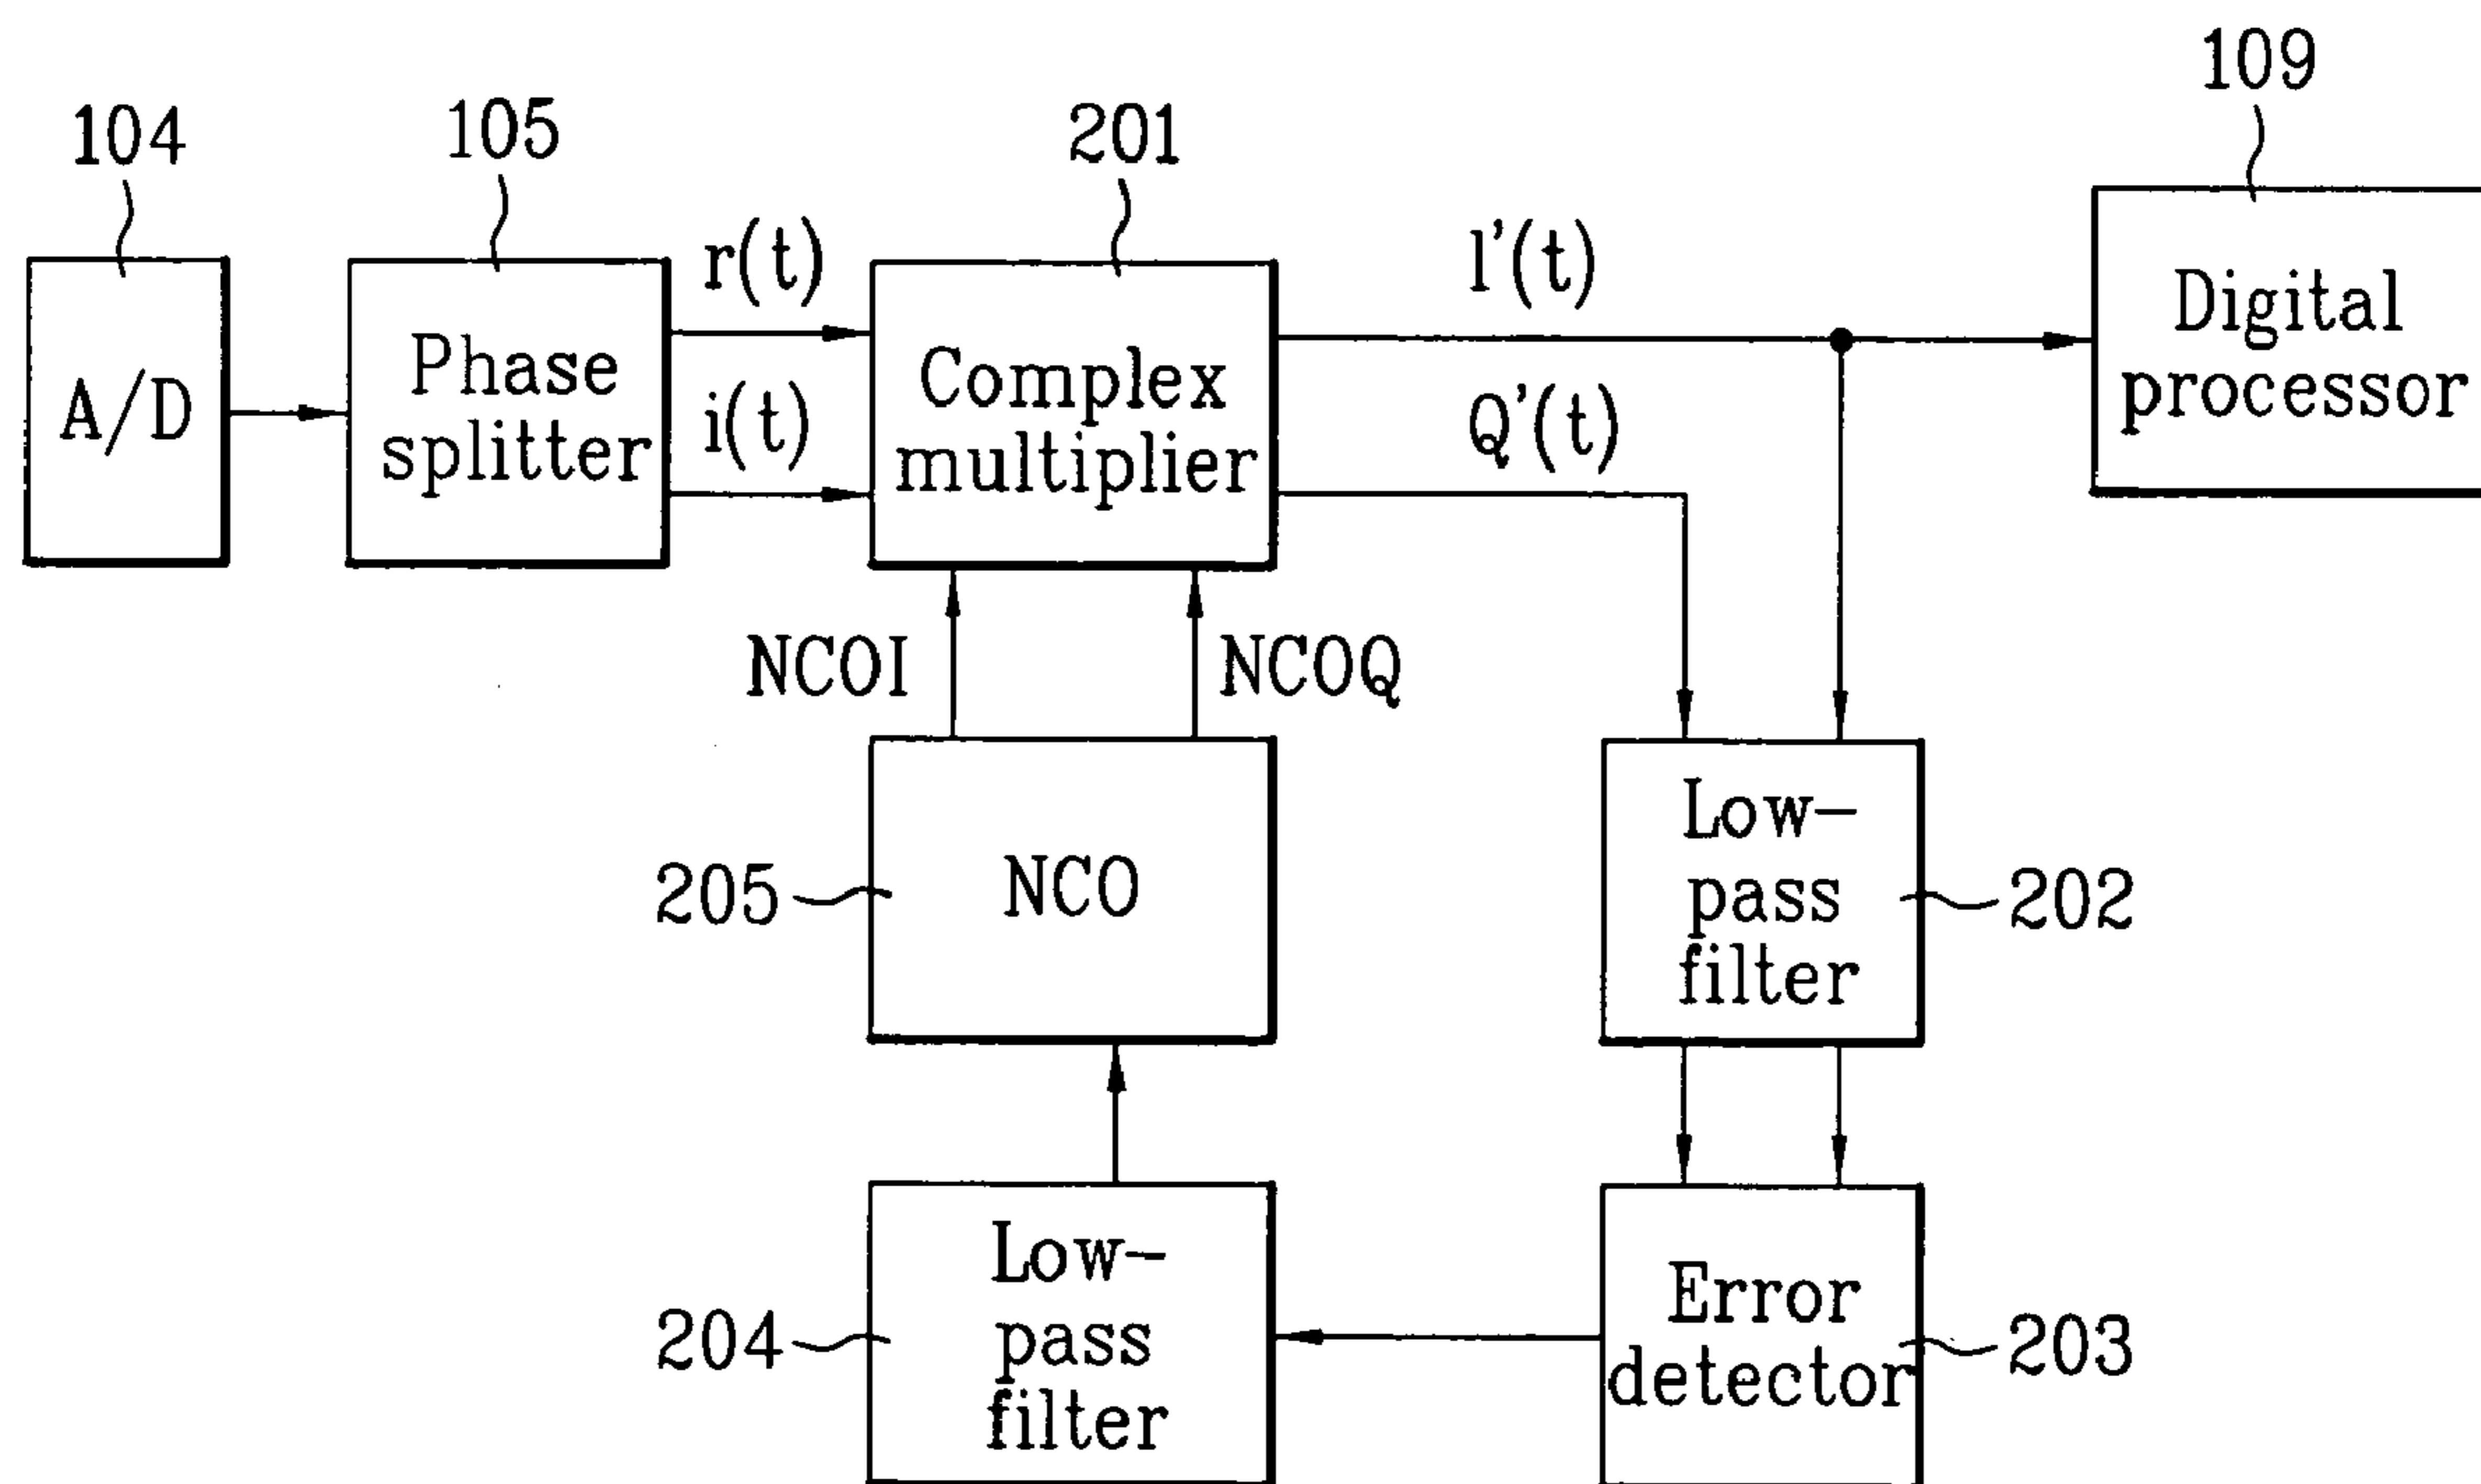 109
104
105
201
r(t)
I'(t)
A/D
Phase
splitter
i(t)
Complex
multiplier
Q'(t)
Digital
processor
NCOI
NCOQ
205
NCO
Low-
pass
filter
202
204
Low-
pass
filter
Error
detector
203